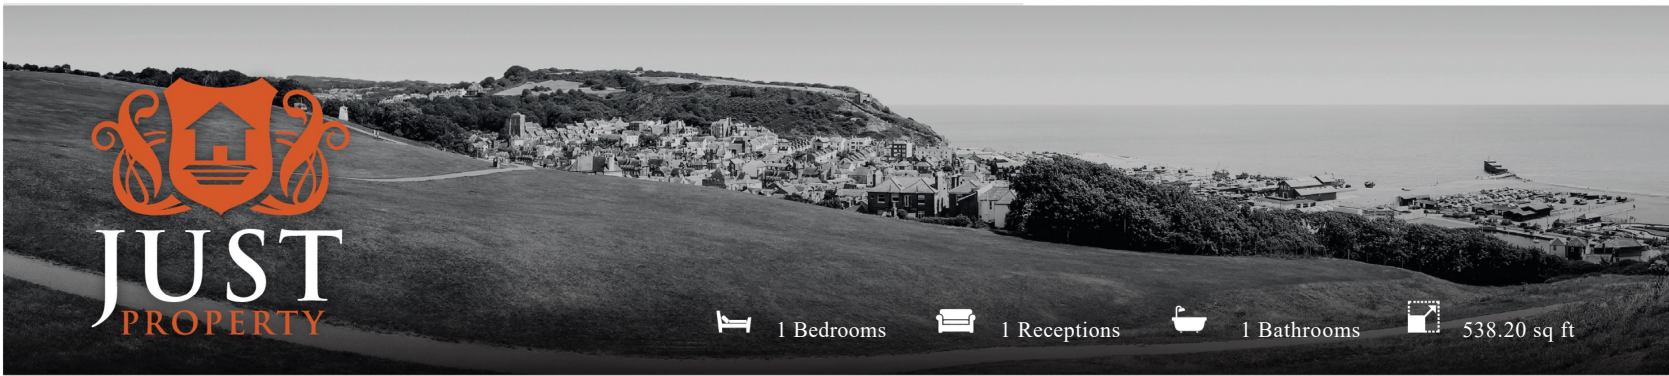 JUST
PROPERTY
1 Bedrooms
1 Receptions
1 Bathrooms
538.20 sq ft